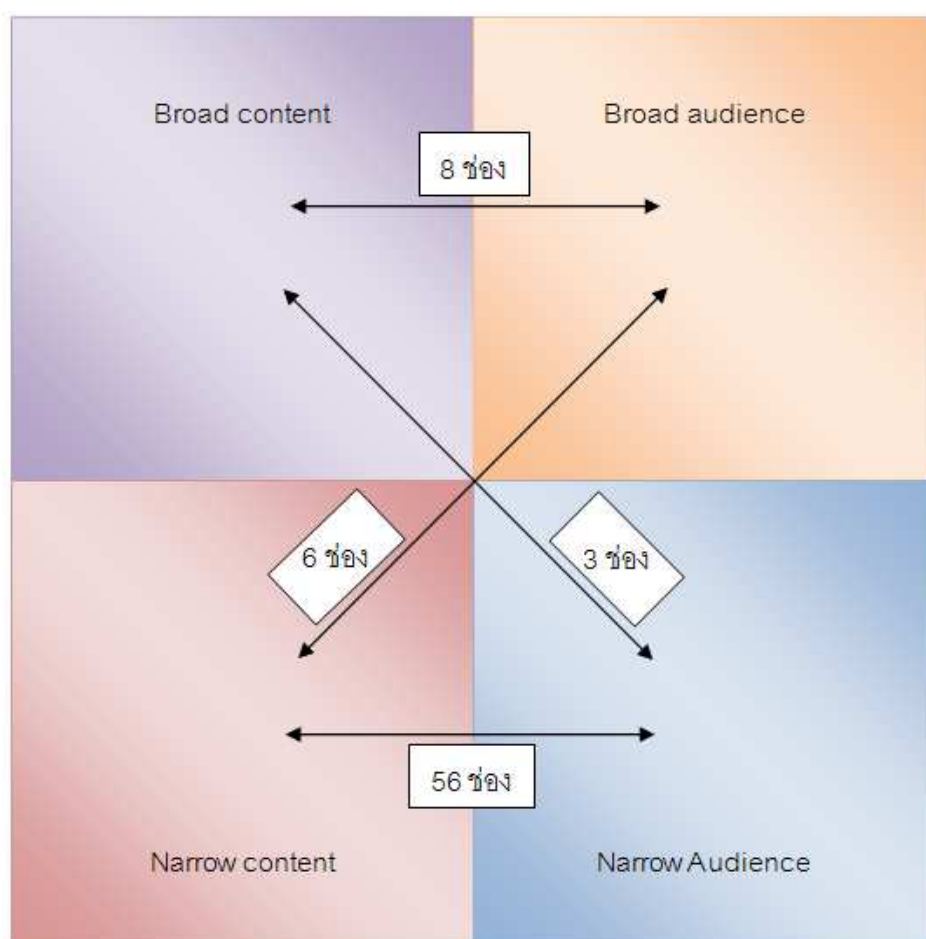 Broad content
Broad audience
8 ช่อง
6 ช่อง
3 ช่อง
56 ช่อง
Narrow content
Narrow Audience